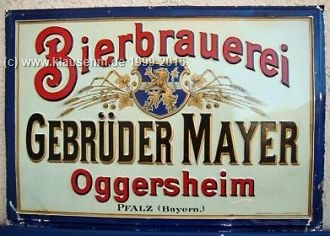 Bierbrauerei
(c) www.klausehm.de 1999-2016
GEBRÜDER MAYER
Oggersheim
PFALZ (Bayern.)